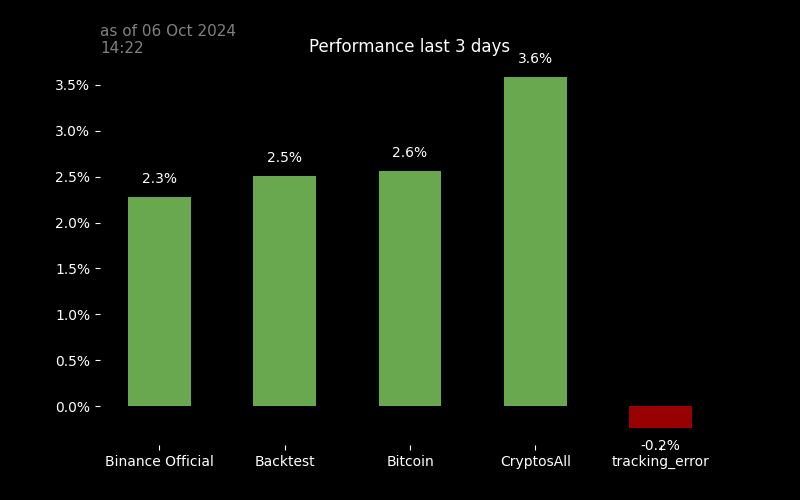 as of 06 Oct 2024
14:22
Performance last 3 days
3.6%
3.5%
3.0%
2.5%
2.0%
1.5%
1.0%
0.5%
0.0%
2.3%
2.5%
2.6%
-0.2%
Binance Official
Backtest
Bitcoin
CryptosAll
tracking_error